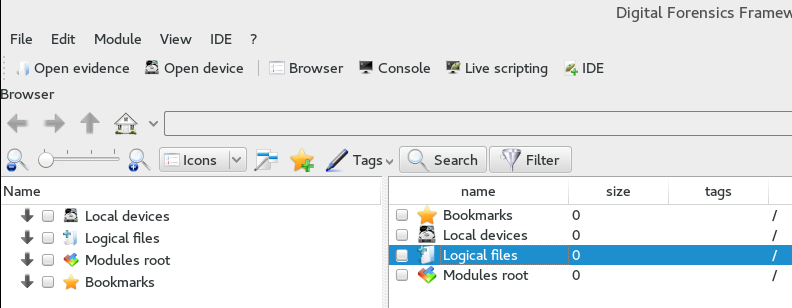 Digital Forensics Framew
File Edit Module View IDE ?
Open evidence Open device Browser Console Live scripting IDE
Browser
Icons Tags Search Filter
Name
Local devices
Logical files
Modules root
Bookmarks
name size tags
Bookmarks 0 /
Local devices 0 /
Logical files 0 /
Modules root 0 /